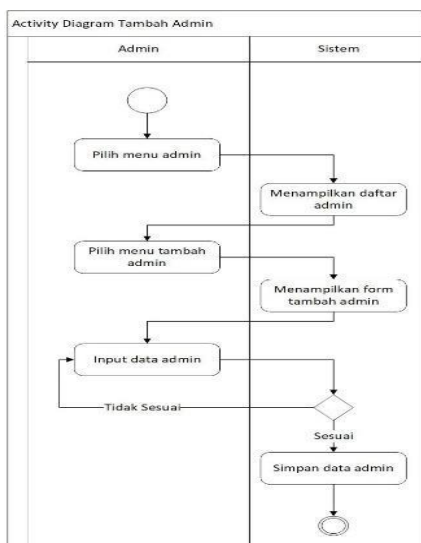 Activity Diagram Tambah Admin
Admin
Sistem
Pilih menu admin
Menampilkan daftar
admin
Pilih menu tambah
admin
Menampilkan form
tambah admin
Input data admin
Tidak Sesuai
Sesuai
Simpan data admin